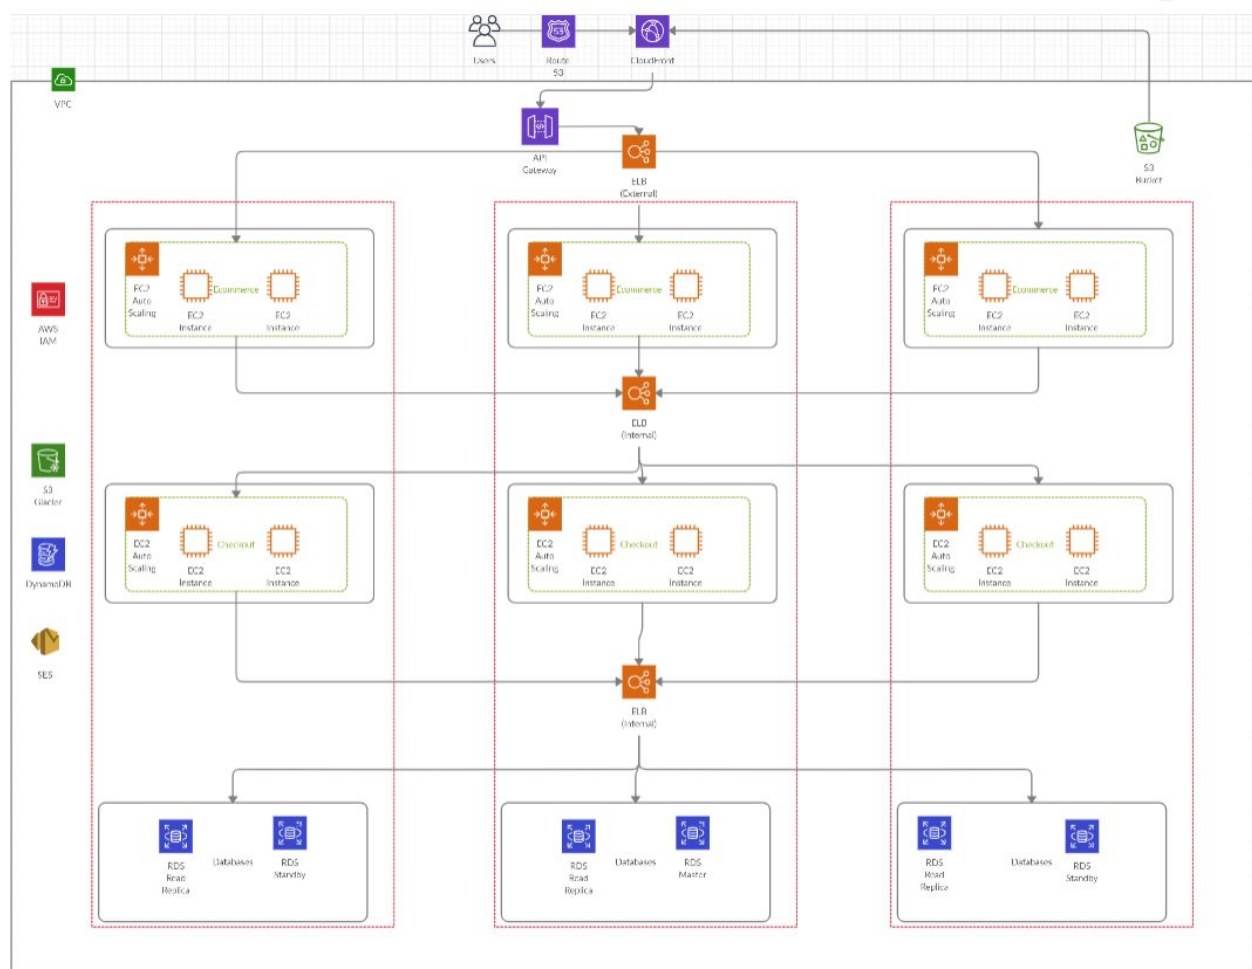 Users
Route
53
CloudFront
VPC
API
Gateway
ELB
(External)
S3
Bucket
EC2
Auto
Scaling
EC2
Instance
Ecommerce
EC2
Instance
EC2
Auto
Scaling
EC2
Instance
Ecommerce
EC2
Instance
EC2
Auto
Scaling
EC2
Instance
Ecommerce
EC2
Instance
AWS
IAM
ELB
(Internal)
S3
Glacier
EC2
Auto
Scaling
EC2
Instance
Checkout
EC2
Instance
EC2
Auto
Scaling
EC2
Instance
Checkout
EC2
Instance
EC2
Auto
Scaling
EC2
Instance
Checkout
EC2
Instance
DynamoDB
SES
ELB
(Internal)
RDS
Read
Replica
Databases
RDS
Standby
RDS
Read
Replica
Databases
RDS
Master
RDS
Read
Replica
Databases
RDS
Standby